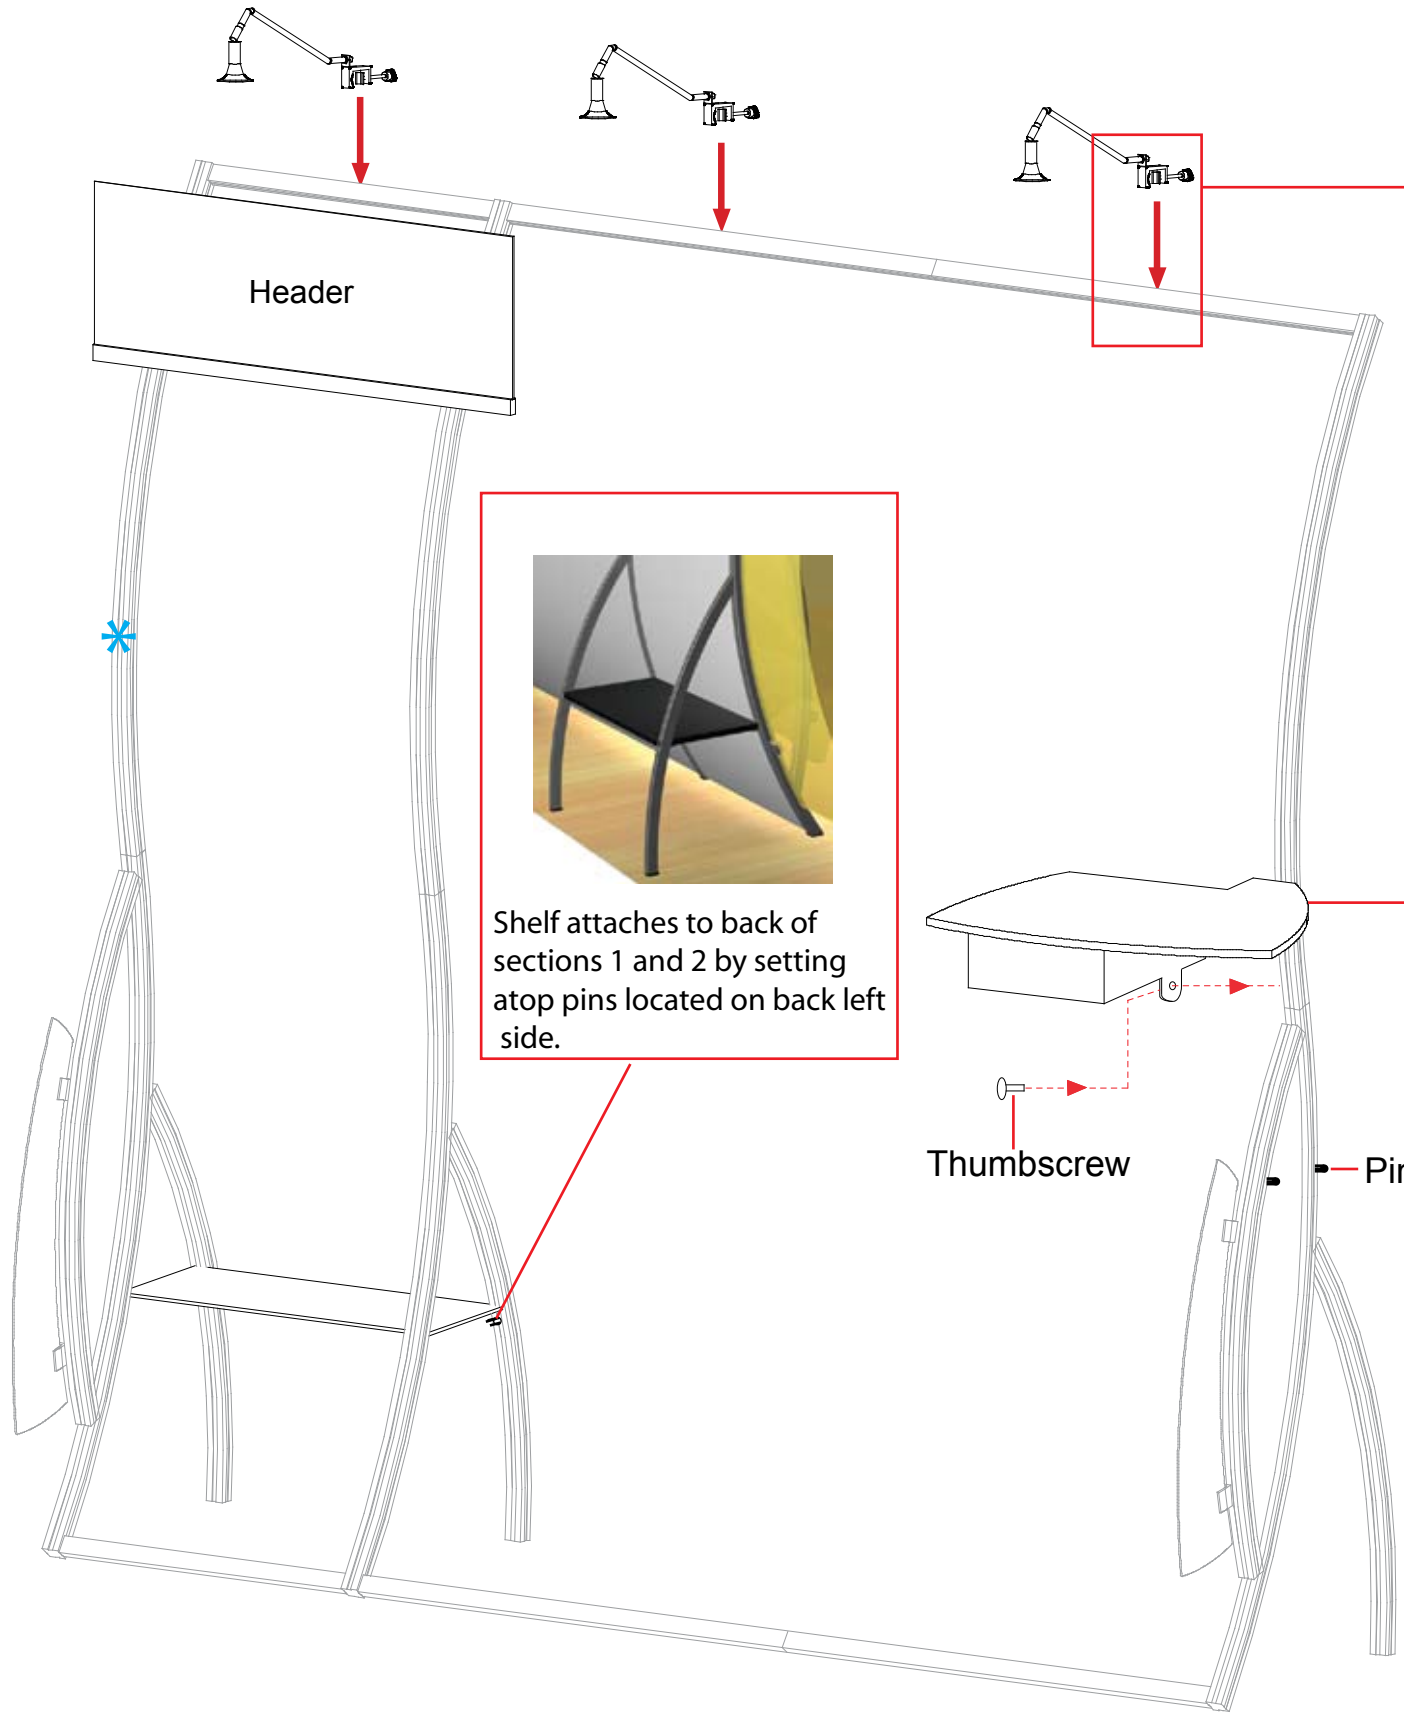 Header
Shelf attaches to back of
sections 1 and 2 by setting
atop pins located on back left
side.
Thumbscrew